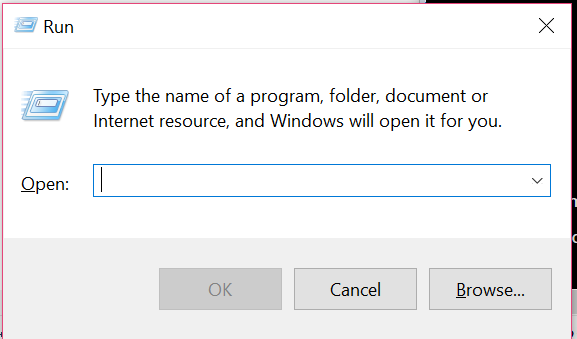 Run
Type the name of a program, folder, document or
Internet resource, and Windows will open it for you.
Open:
OK
Cancel
Browse...